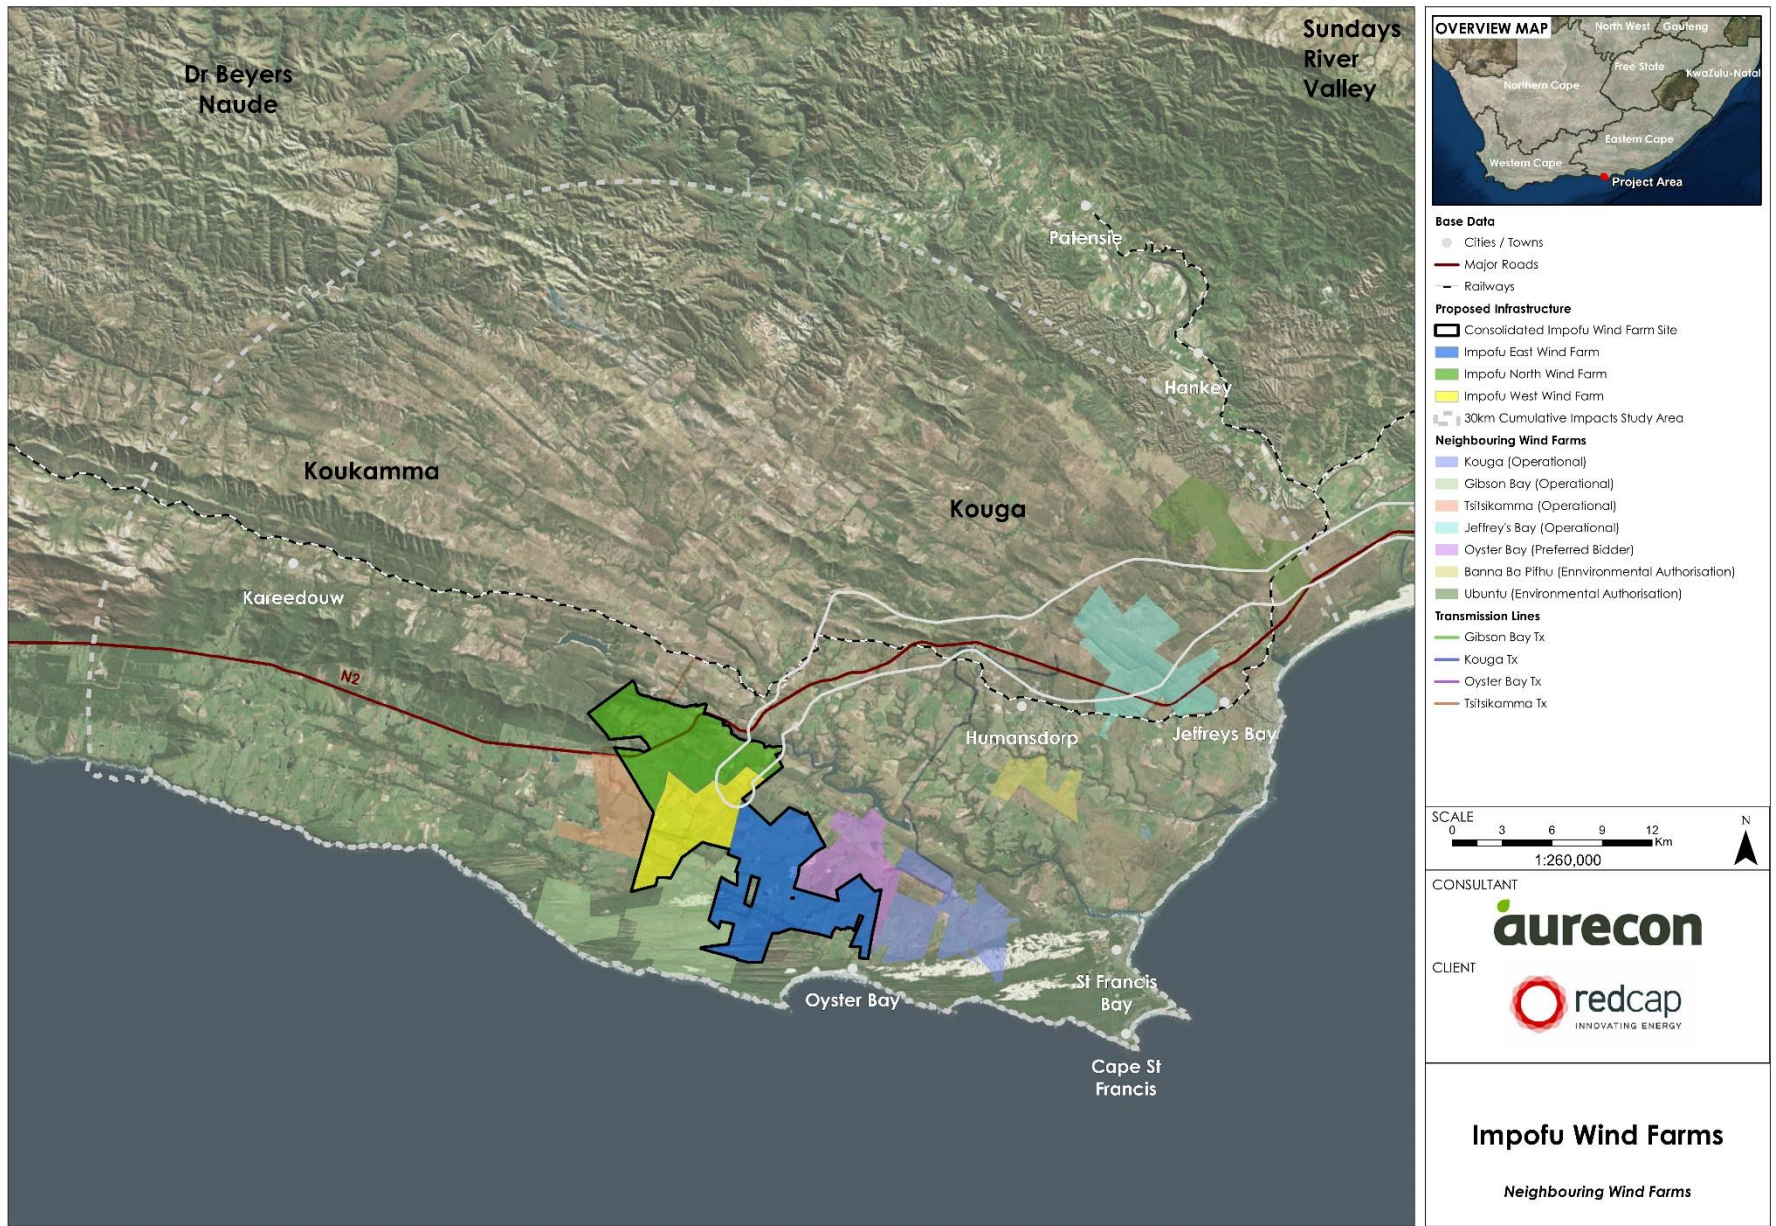 Dr Beyers
Naude
Sundays
River
Valley
Patensie
Hankey
Koukamma
Kouga
Kareedouw
N2
Humansdorp
Jeffreys Bay
Oyster Bay
St Francis
Bay
Cape St
Francis
OVERVIEW MAP
North West
Gauteng
Free State
KwaZulu-Natal
Northern Cape
Eastern Cape
Western Cape
Project Area
Base Data
Cities / Towns
Major Roads
Railways
Proposed Infrastructure
Consolidated Impofu Wind Farm Site
Impofu East Wind Farm
Impofu North Wind Farm
Impofu West Wind Farm
30km Cumulative Impacts Study Area
Neighbouring Wind Farms
Kouga (Operational)
Gibson Bay (Operational)
Tsitsikamma (Operational)
Jeffrey's Bay (Operational)
Oyster Bay (Preferred Bidder)
Banna Ba Pifhu (Ennvironmental Authorisation)
Ubuntu (Environmental Authorisation)
Transmission Lines
Gibson Bay Tx
Kouga Tx
Oyster Bay Tx
Tsitsikamma Tx
SCALE
0 3 6 9 12
Km
1:260,000
N
CONSULTANT
aurecon
CLIENT
redcap
INNOVATING ENERGY
Impofu Wind Farms
Neighbouring Wind Farms